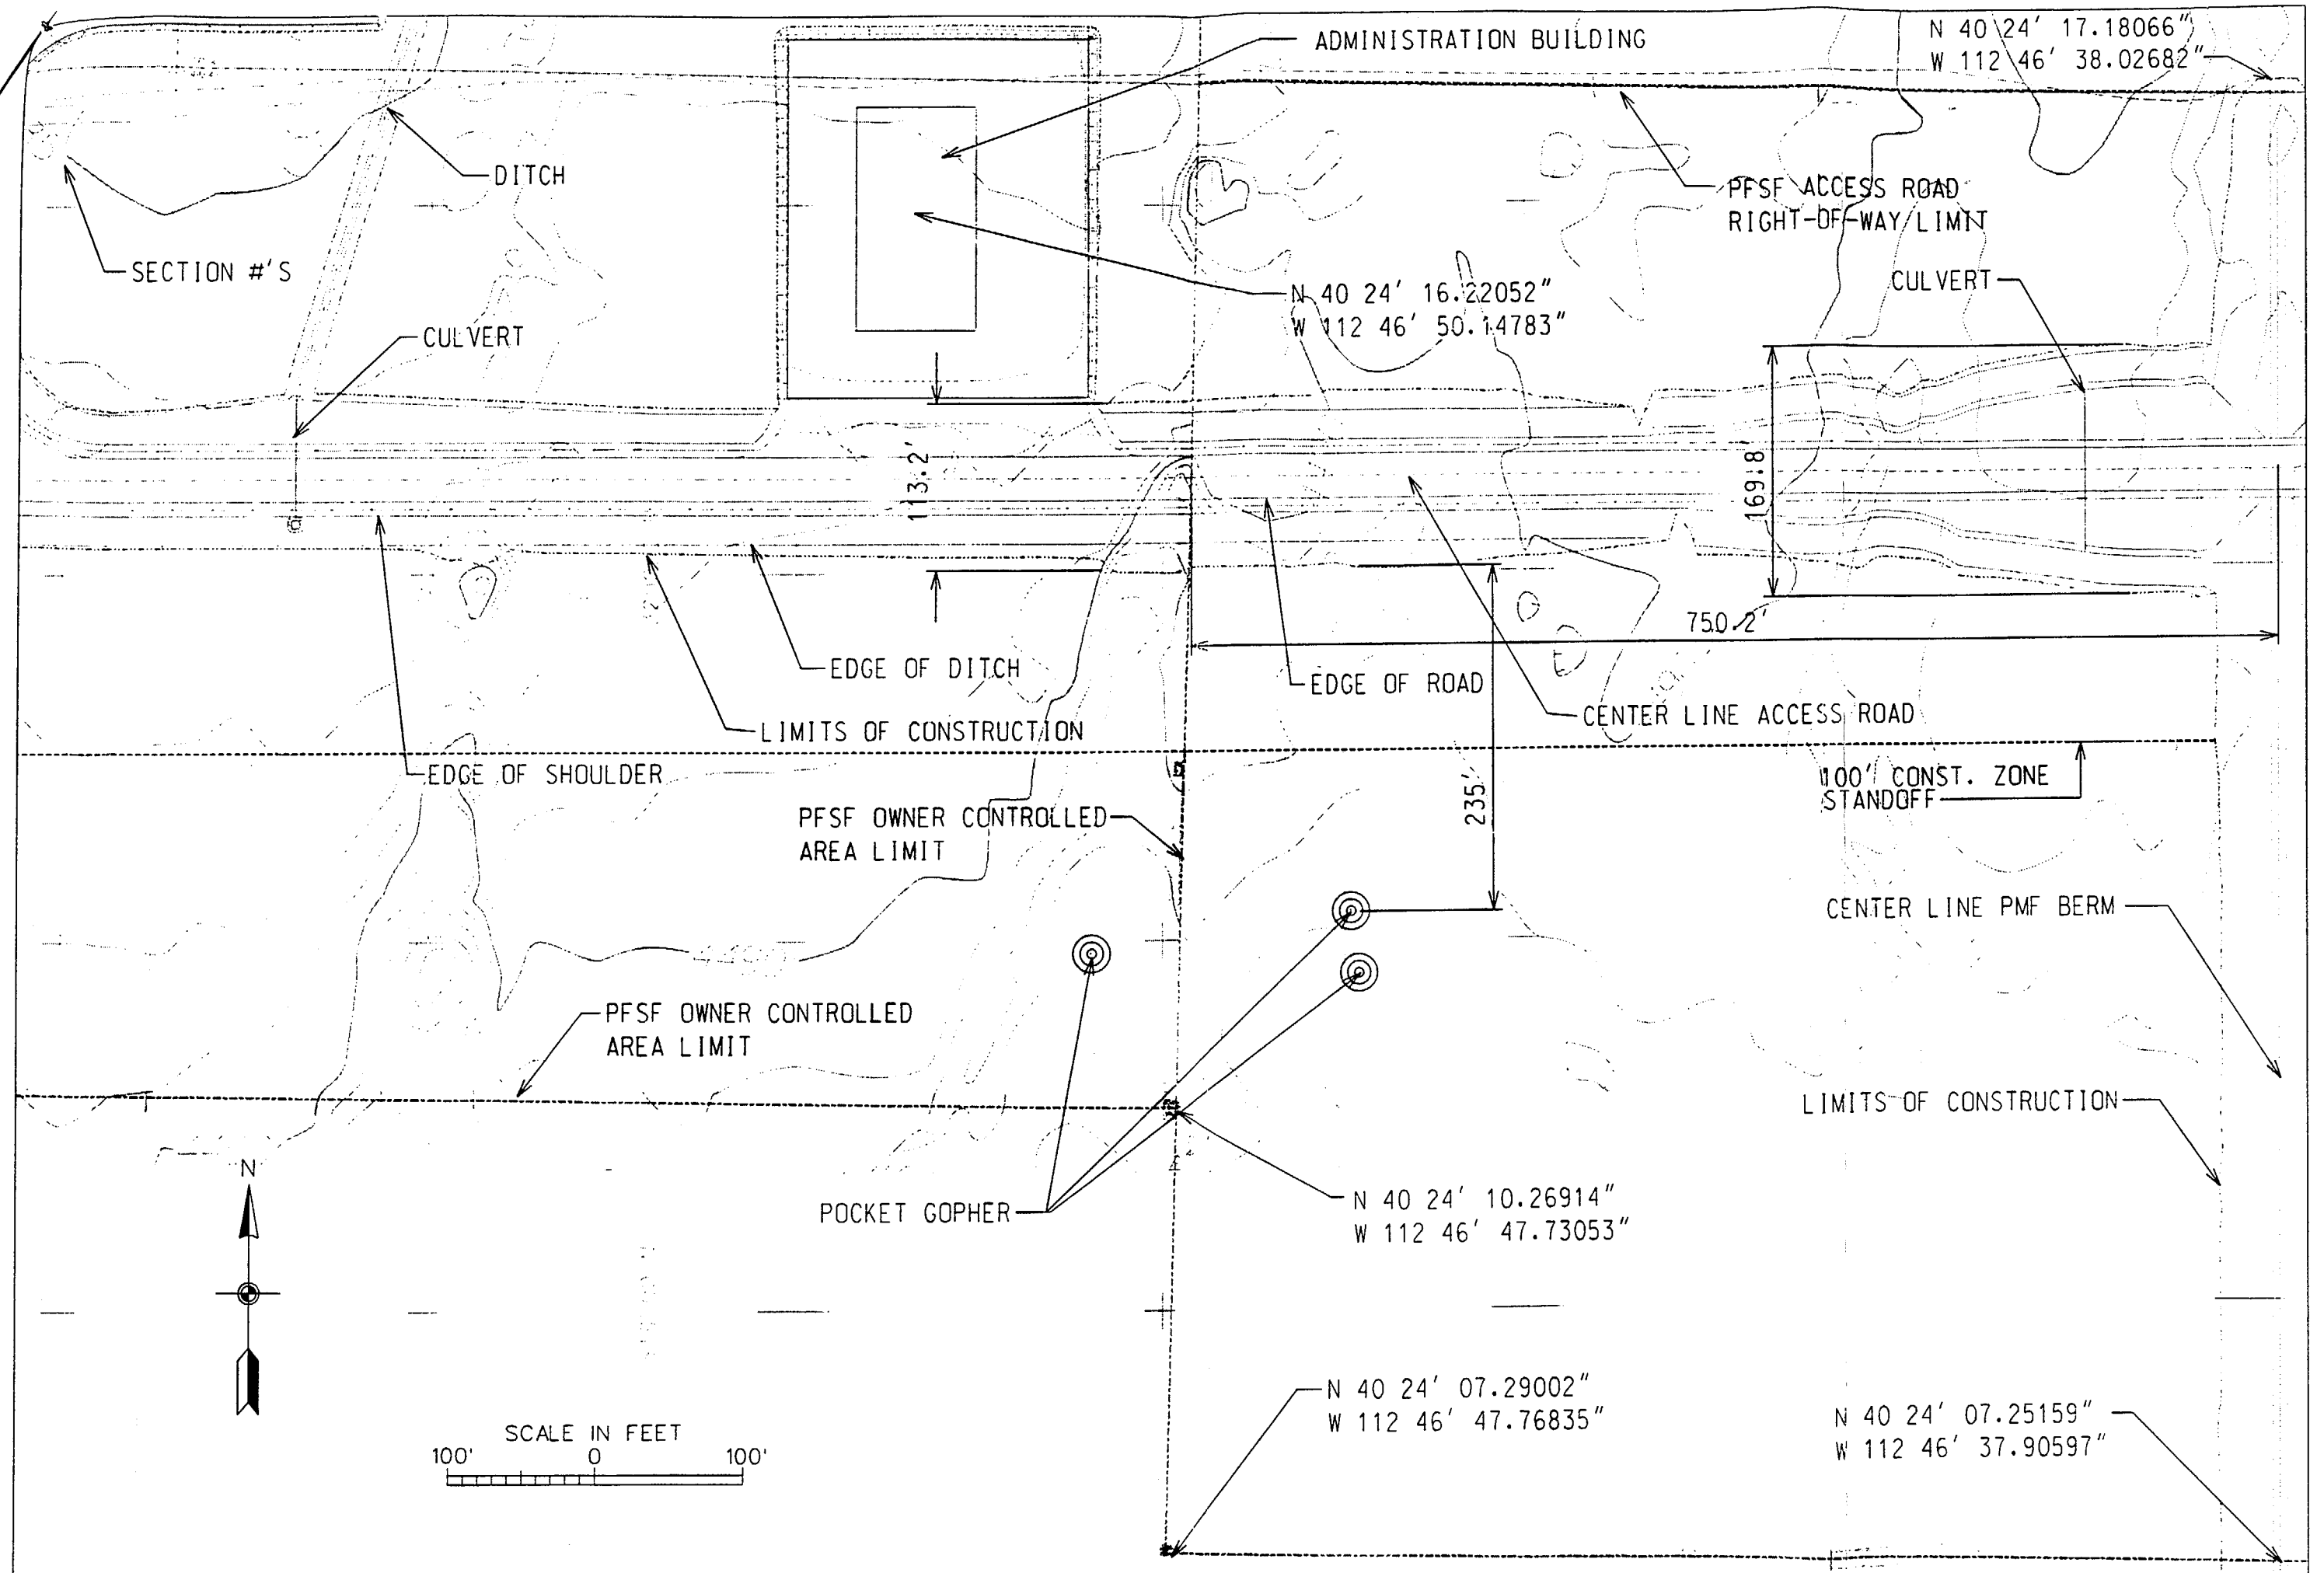 ADMINISTRATION BUILDING
N 40 24' 17.18066"
W 112 46' 38.02682"
DITCH
PFSF ACCESS ROAD
RIGHT-OF-WAY LIMIT
SECTION #'S
N 40 24' 16.22052"
W 112 46' 50.14783"
CULVERT
CULVERT
113.2'
169.8
750.2'
EDGE OF DITCH
EDGE OF ROAD
CENTER LINE ACCESS ROAD
LIMITS OF CONSTRUCTION
EDGE OF SHOULDER
100' CONST. ZONE
STANDOFF
235'
PFSF OWNER CONTROLLED
AREA LIMIT
CENTER LINE PMF BERM
PFSF OWNER CONTROLLED
AREA LIMIT
LIMITS OF CONSTRUCTION
N
POCKET GOPHER
N 40 24' 10.26914"
W 112 46' 47.73053"
N 40 24' 07.29002"
W 112 46' 47.76835"
N 40 24' 07.25159"
W 112 46' 37.90597"
SCALE IN FEET
100' 0 100'